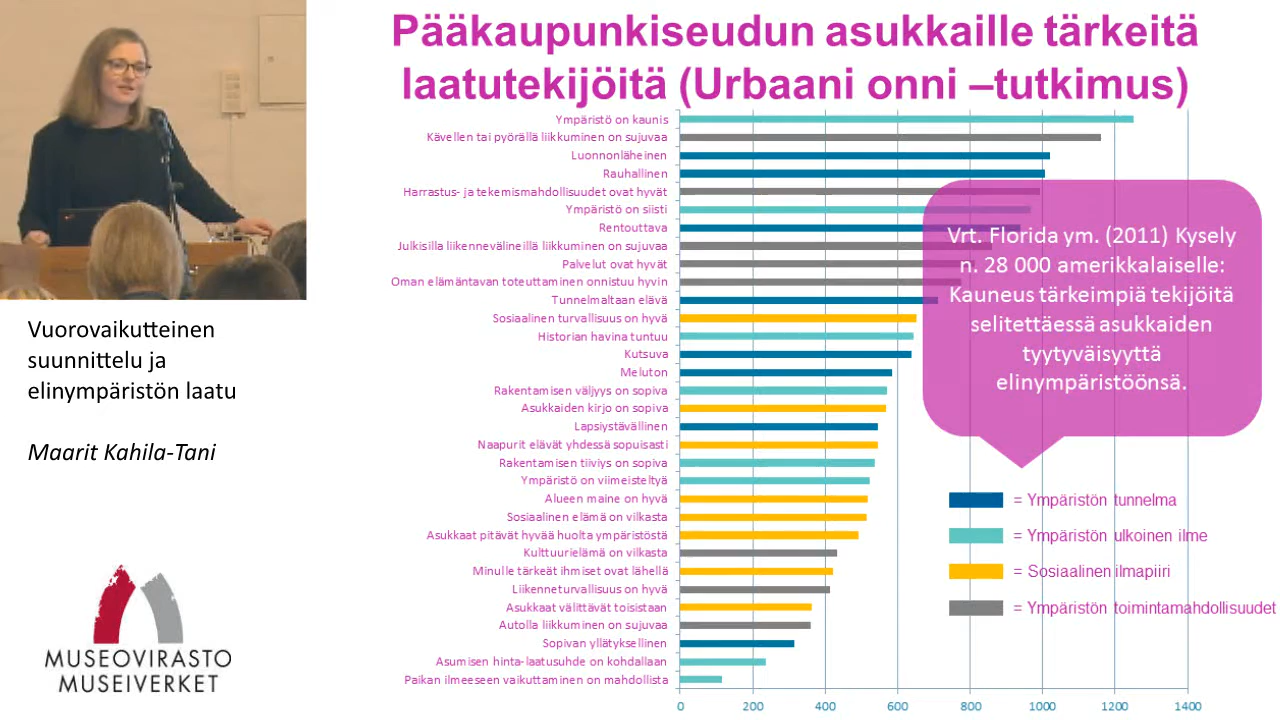 Pääkaupunkiseudun asukkaille tärkeitä
laatutekijöitä (Urbaani onni –tutkimus)
Ympäristö on kaunis
Kävellen tai pyörällä liikkuminen on sujuvaa
Luonnonläheinen
Rauhallinen
Harrastus- ja tekemismahdollisuudet ovat hyvät
Ympäristö on siisti
Rentouttava
Julkisilla liikennevälineillä liikkuminen on sujuvaa
Palvelut ovat hyvät
Oman elämäntavan toteuttaminen onnistuu hyvin
Tunnelmaltaan elävä
Sosiaalinen turvallisuus on hyvä
Historian havina tuntuu
Kutsuva
Meluton
Rakentamisen väljyys on sopiva
Asukkaiden kirjo on sopiva
Lapsiystävällinen
Naapurit elävät yhdessä sopuisasti
Rakentamisen tiiviys on sopiva
Ympäristö on viimeisteltyä
Alueen maine on hyvä
Sosiaalinen elämä on vilkasta
Asukkaat pitävät hyvää huolta ympäristöstä
Kulttuurielämä on vilkasta
Minulle tärkeät ihmiset ovat lähellä
Liikenneturvallisuus on hyvä
Asukkaat välittävät toisistaan
Autolla liikkuminen on sujuvaa
Sopivan yllätyksellinen
Asumisen hinta-laatusuhde on kohdallaan
Paikan ilmeeseen vaikuttaminen on mahdollista
0 200 400 600 800 1000 1200 1400
Vrt. Florida ym. (2011) Kysely
n. 28 000 amerikkalaiselle:
Kauneus tärkeimpiä tekijöitä
selitettäessä asukkaiden
tyytyväisyyttä
elinympäristöönsä.
= Ympäristön tunnelma
= Ympäristön ulkoinen ilme
= Sosiaalinen ilmapiiri
= Ympäristön toimintamahdollisuudet
Vuorovaikutteinen
suunnittelu ja
elinympäristön laatu
Maarit Kahila-Tani
MUSEOVIRASTO
MUSEIVERKET